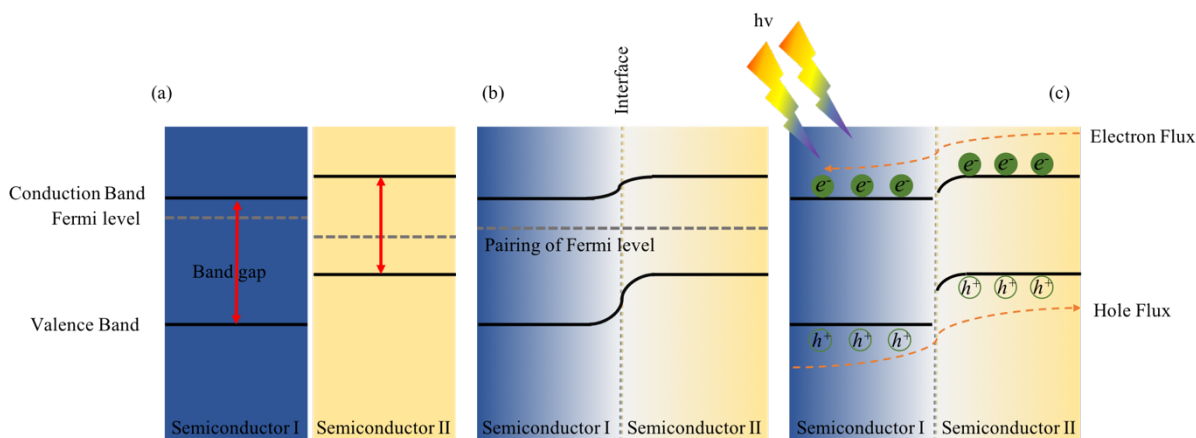 hν
(a)
(b)
Interface
(c)
Electron Flux
e⁻ e⁻ e⁻
e⁻ e⁻ e⁻
Conduction Band
Fermi level
Pairing of Fermi level
Band gap
h⁺ h⁺ h⁺
Hole Flux
Valence Band
h⁺ h⁺ h⁺
Semiconductor I
Semiconductor II
Semiconductor I
Semiconductor II
Semiconductor I
Semiconductor II